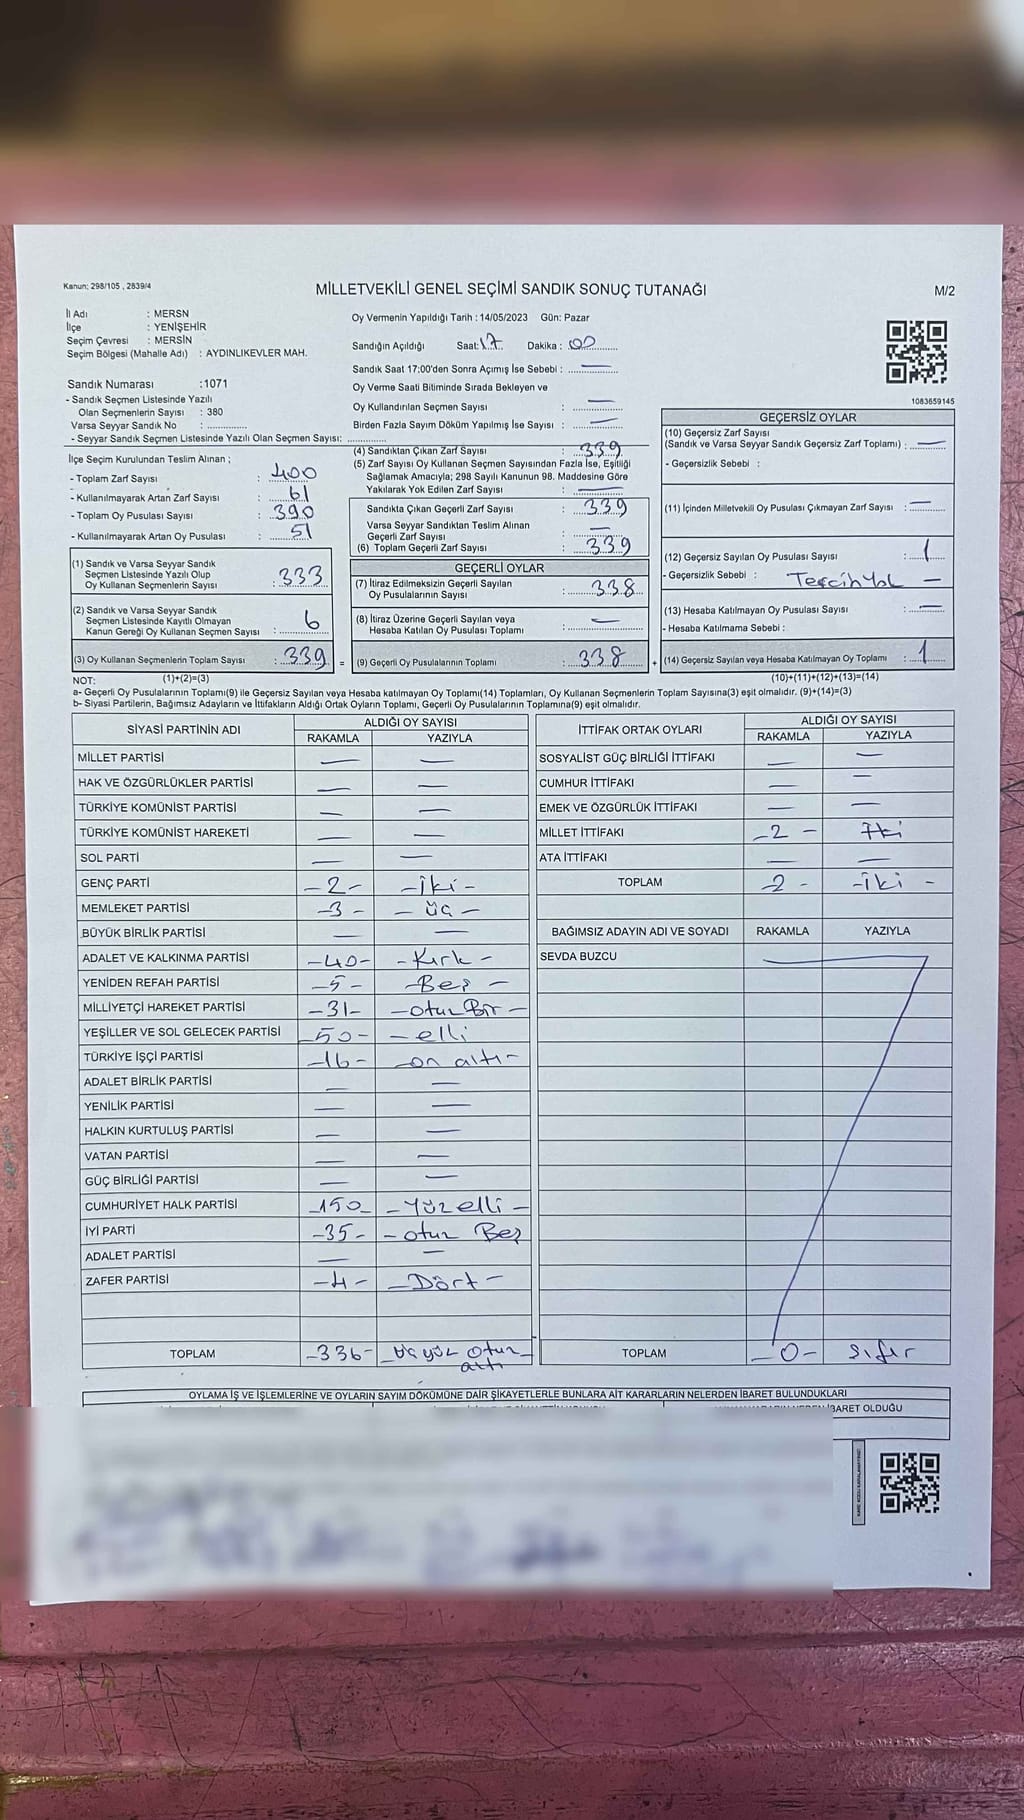 Kanun: 298/105 , 2839/4
MİLLETVEKİLİ GENEL SEÇİMİ SANDIK SONUÇ TUTANAĞI
M/2
İl Adı : MERSN
İlçe : YENİŞEHİR
Seçim Çevresi : MERSİN
Seçim Bölgesi (Mahalle Adı) : AYDINLIKEVLER MAH.
Sandık Numarası :1071
- Sandık Seçmen Listesinde Yazılı
Olan Seçmenlerin Sayısı : 380
Varsa Seyyar Sandık No :
- Seyyar Sandık Seçmen Listesinde Yazılı Olan Seçmen Sayısı:
Oy Vermenin Yapıldığı Tarih : 14/05/2023 Gün: Pazar
Sandığın Açıldığı Saat: 17 Dakika : 00
Sandık Saat 17:00'den Sonra Açımış İse Sebebi : —
Oy Verme Saati Bitiminde Sırada Bekleyen ve
Oy Kullandırılan Seçmen Sayısı : —
Birden Fazla Sayım Döküm Yapılmış İse Sayısı : —
1083659145
İlçe Seçim Kurulundan Teslim Alınan ;
- Toplam Zarf Sayısı : 400
- Kullanılmayarak Artan Zarf Sayısı : 61
- Toplam Oy Pusulası Sayısı : 390
- Kullanılmayarak Artan Oy Pusulası : 51
(1) Sandık ve Varsa Seyyar Sandık
Seçmen Listesinde Yazılı Olup
Oy Kullanan Seçmenlerin Sayısı : 333
(2) Sandık ve Varsa Seyyar Sandık
Seçmen Listesinde Kayıtlı Olmayan
Kanun Gereği Oy Kullanan Seçmen Sayısı : 6
(3) Oy Kullanan Seçmenlerin Toplam Sayısı : 339 =
(4) Sandıktan Çıkan Zarf Sayısı : 339
(5) Zarf Sayısı Oy Kullanan Seçmen Sayısından Fazla İse, Eşitliği
Sağlamak Amacıyla; 298 Sayılı Kanunun 98. Maddesine Göre
Yakılarak Yok Edilen Zarf Sayısı : —
Sandıkta Çıkan Geçerli Zarf Sayısı : 339
Varsa Seyyar Sandıktan Teslim Alınan
Geçerli Zarf Sayısı : —
(6) Toplam Geçerli Zarf Sayısı : 339
GEÇERLİ OYLAR
(7) İtiraz Edilmeksizin Geçerli Sayılan
Oy Pusulalarının Sayısı : 338
(8) İtiraz Üzerine Geçerli Sayılan veya
Hesaba Katılan Oy Pusulası Toplamı : —
(9) Geçerli Oy Pusulalarının Toplamı : 338 +
GEÇERSİZ OYLAR
(10) Geçersiz Zarf Sayısı
(Sandık ve Varsa Seyyar Sandık Geçersiz Zarf Toplamı) : —
- Geçersizlik Sebebi :
(11) İçinden Milletvekili Oy Pusulası Çıkmayan Zarf Sayısı : —
(12) Geçersiz Sayılan Oy Pusulası Sayısı : 1
- Geçersizlik Sebebi : Tercih Yok —
(13) Hesaba Katılmayan Oy Pusulası Sayısı : —
- Hesaba Katılmama Sebebi :
(14) Geçersiz Sayılan veya Hesaba Katılmayan Oy Toplamı : 1
NOT: (1)+(2)=(3) (10)+(11)+(12)+(13)=(14)
a- Geçerli Oy Pusulalarının Toplamı(9) ile Geçersiz Sayılan veya Hesaba katılmayan Oy Toplamı(14) Toplamları, Oy Kullanan Seçmenlerin Toplam Sayısına(3) eşit olmalıdır. (9)+(14)=(3)
b- Siyasi Partilerin, Bağımsız Adayların ve İttifakların Aldığı Ortak Oyların Toplamı, Geçerli Oy Pusulalarının Toplamına(9) eşit olmalıdır.
SİYASİ PARTİNİN ADI ALDIĞI OY SAYISI
RAKAMLA YAZIYLA
MİLLET PARTİSİ — —
HAK VE ÖZGÜRLÜKLER PARTİSİ — —
TÜRKİYE KOMÜNİST PARTİSİ — —
TÜRKİYE KOMÜNİST HAREKETİ — —
SOL PARTİ — —
GENÇ PARTİ -2- -iki-
MEMLEKET PARTİSİ -3- - üç -
BÜYÜK BİRLİK PARTİSİ — —
ADALET VE KALKINMA PARTİSİ -40- -Kırk-
YENİDEN REFAH PARTİSİ -5- -Beş -
MİLLİYETÇİ HAREKET PARTİSİ -31- -otuz Bir-
YEŞİLLER VE SOL GELECEK PARTİSİ -50- -elli
TÜRKİYE İŞÇİ PARTİSİ -16- -on altı-
ADALET BİRLİK PARTİSİ — —
YENİLİK PARTİSİ — —
HALKIN KURTULUŞ PARTİSİ — —
VATAN PARTİSİ — —
GÜÇ BİRLİĞİ PARTİSİ — —
CUMHURİYET HALK PARTİSİ -150- -Yüz elli-
İYİ PARTİ -35- - otuz Beş
ADALET PARTİSİ — —
ZAFER PARTİSİ -4- -Dört-
TOPLAM -336- -üç yüz otuz
altı
İTTİFAK ORTAK OYLARI ALDIĞI OY SAYISI
RAKAMLA YAZIYLA
SOSYALİST GÜÇ BİRLİĞİ İTTİFAKI — —
CUMHUR İTTİFAKI — —
EMEK VE ÖZGÜRLÜK İTTİFAKI — —
MİLLET İTTİFAKI -2- İki
ATA İTTİFAKI — —
TOPLAM -2- -iki -
BAĞIMSIZ ADAYIN ADI VE SOYADI RAKAMLA YAZIYLA
SEVDA BUZCU
TOPLAM -0- sıfır
OYLAMA İŞ VE İŞLEMLERİNE VE OYLARIN SAYIM DÖKÜMÜNE DAİR ŞİKAYETLERLE BUNLARA AİT KARARLARIN NELERDEN İBARET BULUNDUKLARI
İBARET OLDUĞU